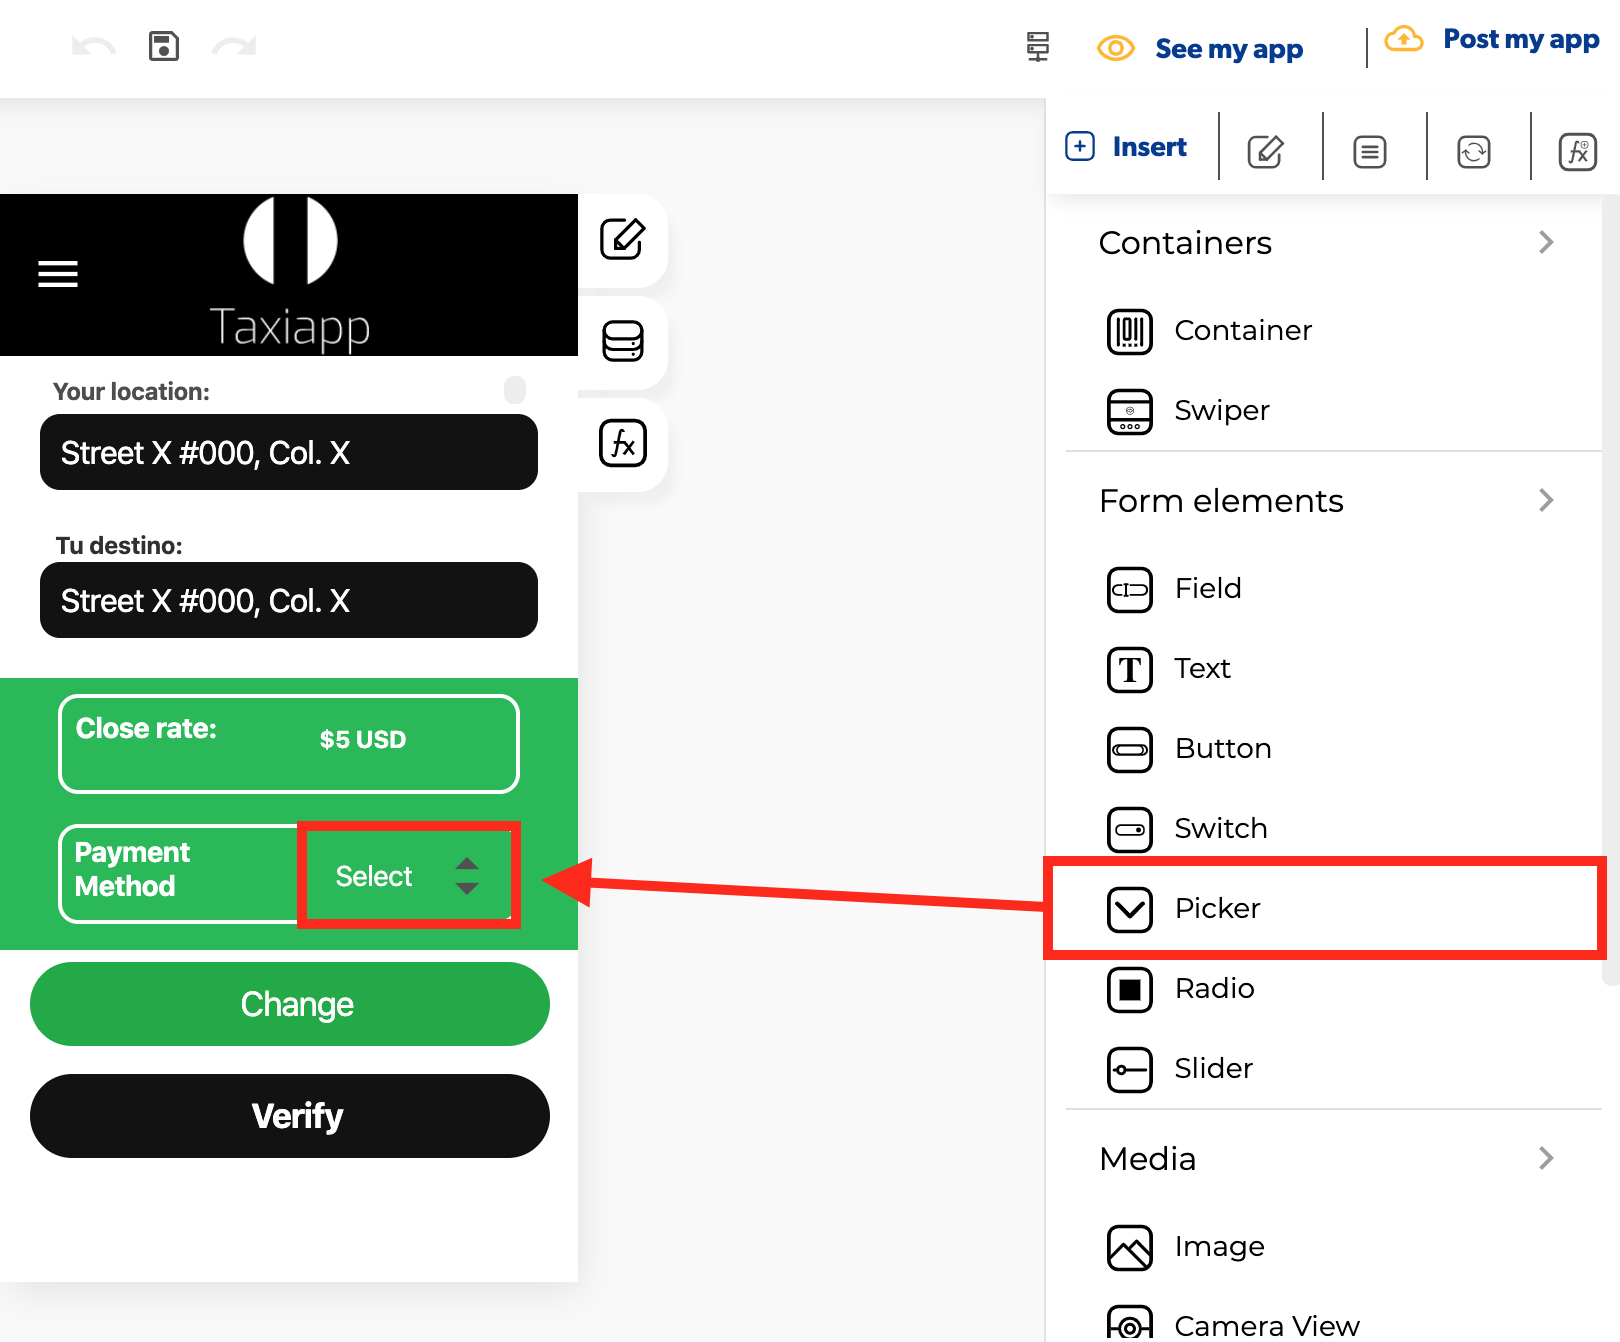 See my app
Post my app
Insert
Taxiapp
Your location:
Street X #000, Col. X
Tu destino:
Street X #000, Col. X
Close rate:
$5 USD
Payment
Method
Select
Change
Verify
Containers
Container
Swiper
Form elements
Field
Text
Button
Switch
Picker
Radio
Slider
Media
Image
Camera View